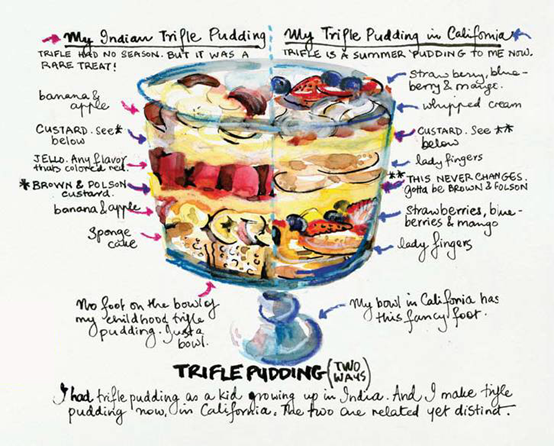 My Indian Trifle Pudding
TRIFLE HAD NO SEASON. BUT IT WAS A
RARE TREAT!
banana &
apple
CUSTARD. See *
below
JELLO. Any flavor
that's colored red.
* BROWN & POLSON
custard.
banana & apple
Sponge
cake
No foot on the bowl of
my childhood trifle
pudding. Just a
bowl.
My Trifle Pudding in California
TRIFLE IS A SUMMER PUDDING TO ME NOW.
strawberry, blue-
berry & mango.
whipped cream
CUSTARD. See **
below
lady fingers
** THIS NEVER CHANGES.
gotta be BROWN & POLSON
strawberries, blue-
berries & mango
lady fingers
My bowl in California has
this fancy foot.
TRIFLE PUDDING (TWO
WAYS)
I had trifle pudding as a kid growing up in India. And I make trifle
pudding now, in California. The two are related yet distinct.